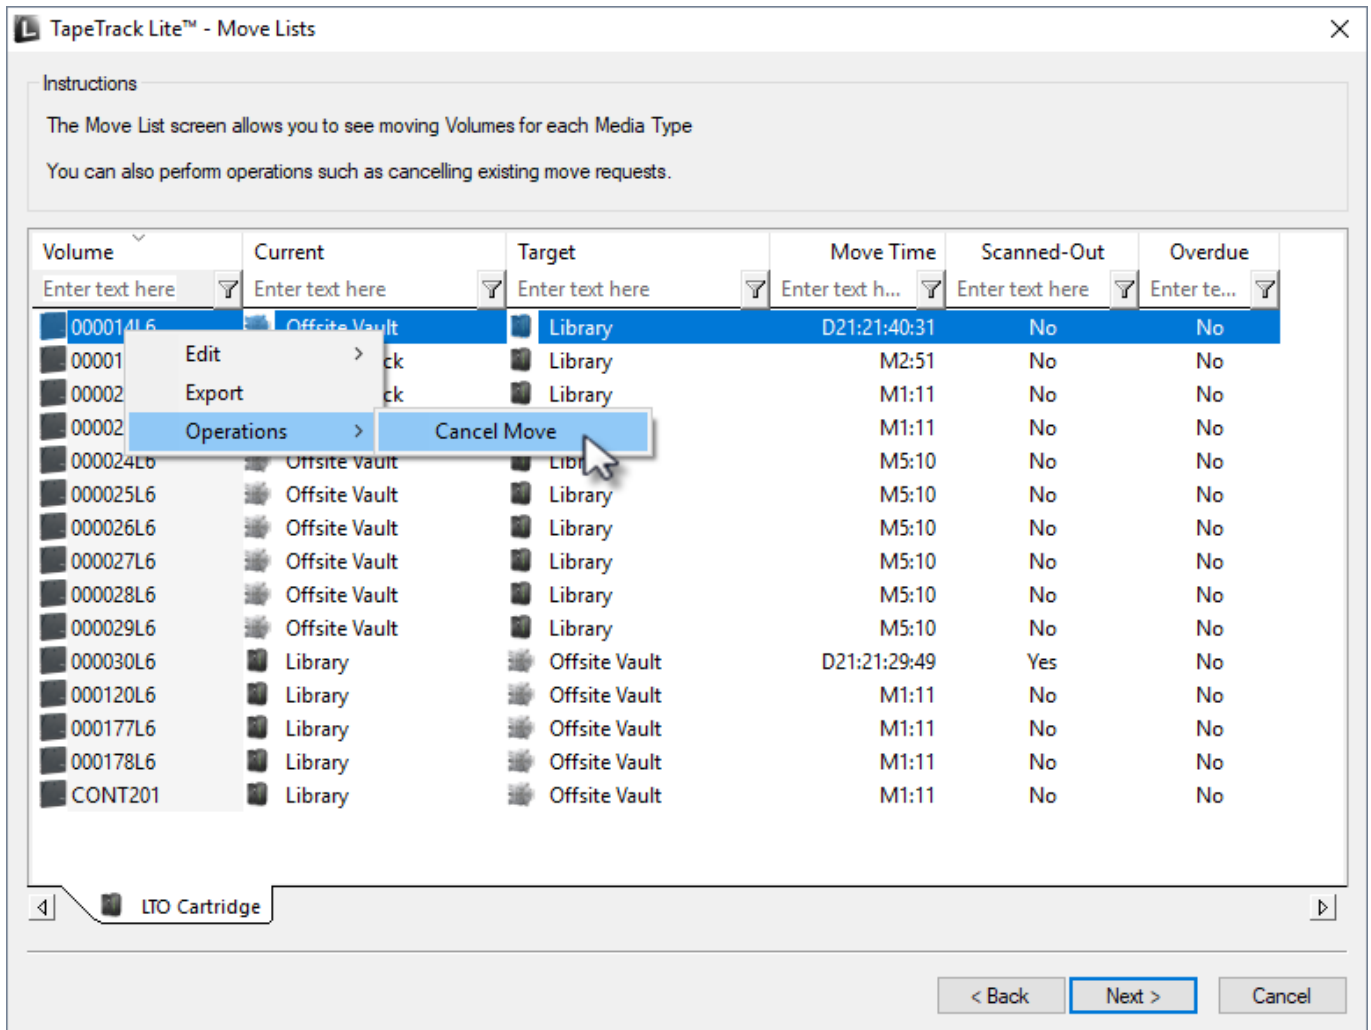 TapeTrack Lite™ - Move Lists
Instructions
The Move List screen allows you to see moving Volumes for each Media Type
You can also perform operations such as cancelling existing move requests.
Volume Current Target Move Time Scanned-Out Overdue
Enter text here Enter text here Enter text here Enter text h... Enter text here Enter te...
000014L6 Offsite Vault Library D21:21:40:31 No No
Edit
00001 ck Library M2:51 No No
Export
00002 ck Library M1:11 No No
Operations Cancel Move
00002 M1:11 No No
000024L6 Offsite Vault Library M5:10 No No
000025L6 Offsite Vault Library M5:10 No No
000026L6 Offsite Vault Library M5:10 No No
000027L6 Offsite Vault Library M5:10 No No
000028L6 Offsite Vault Library M5:10 No No
000029L6 Offsite Vault Library M5:10 No No
000030L6 Library Offsite Vault D21:21:29:49 Yes No
000120L6 Library Offsite Vault M1:11 No No
000177L6 Library Offsite Vault M1:11 No No
000178L6 Library Offsite Vault M1:11 No No
CONT201 Library Offsite Vault M1:11 No No
LTO Cartridge
< Back Next > Cancel